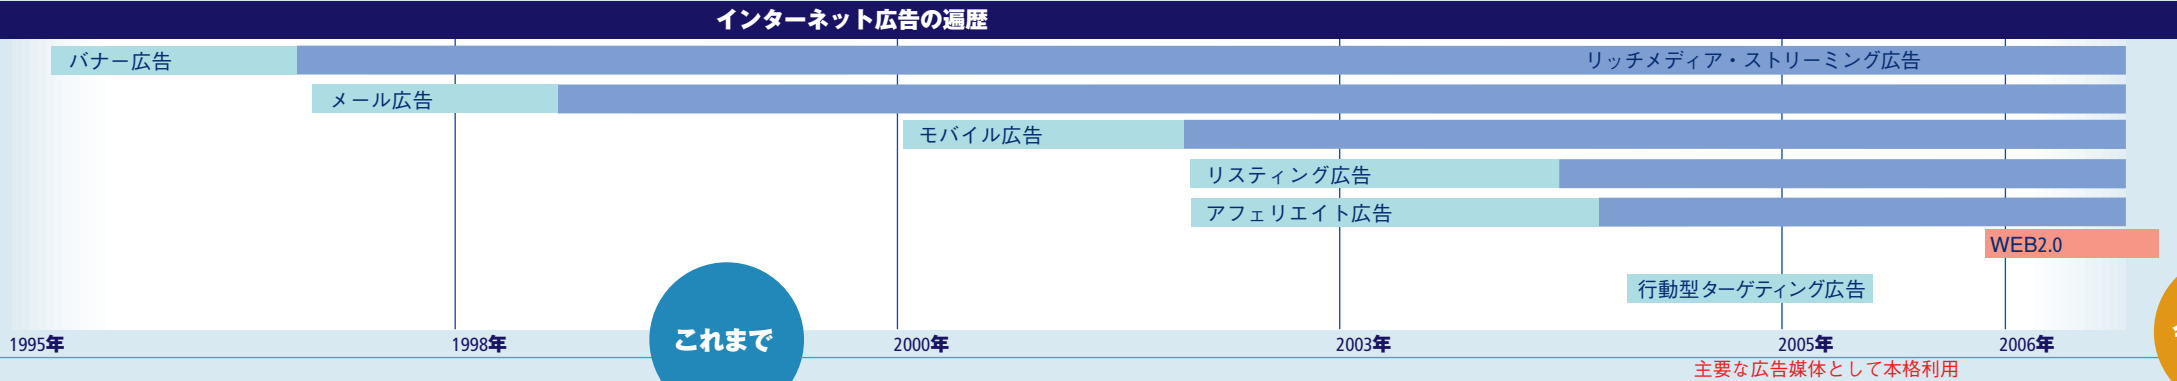 インターネット広告の遍歴
バナー広告
リッチメディア・ストリーミング広告
メール広告
モバイル広告
リスティング広告
アフェリエイト広告
WEB2.0
行動型ターゲティング広告
これまで
1995年
1998年
2000年
2003年
2005年
2006年
主要な広告媒体として本格利用